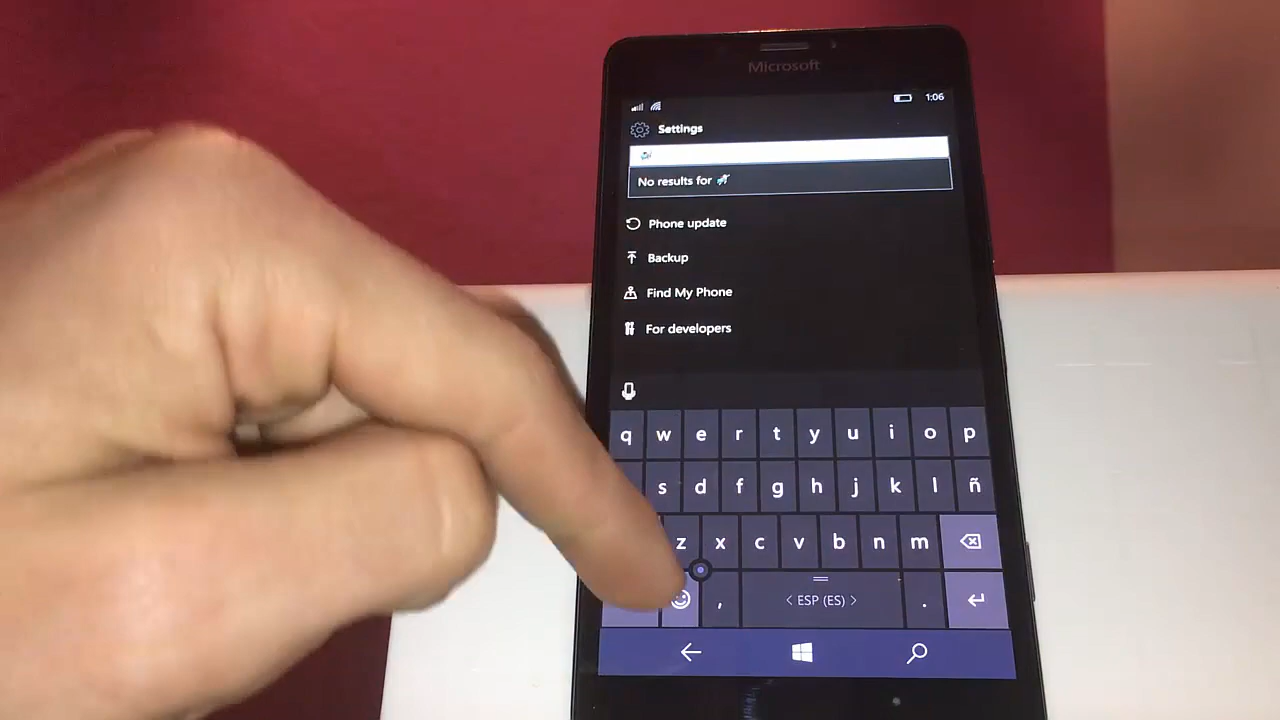 Microsoft
1:06
Settings
No results for
Phone update
Backup
Find My Phone
For developers
q w e r t y u i o p
s d f g h j k l ñ
z x c v b n m
, < ESP (ES) > .